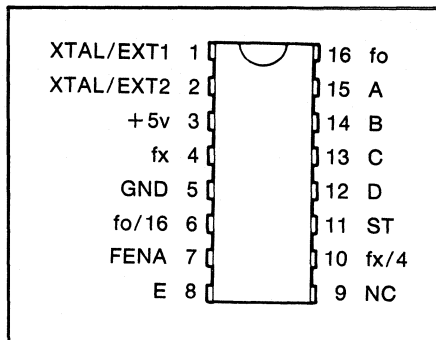 XTAL/EXT1 1 16 fo
XTAL/EXT2 2 15 A
+5v 3 14 B
fx 4 13 C
GND 5 12 D
fo/16 6 11 ST
FENA 7 10 fx/4
E 8 9 NC